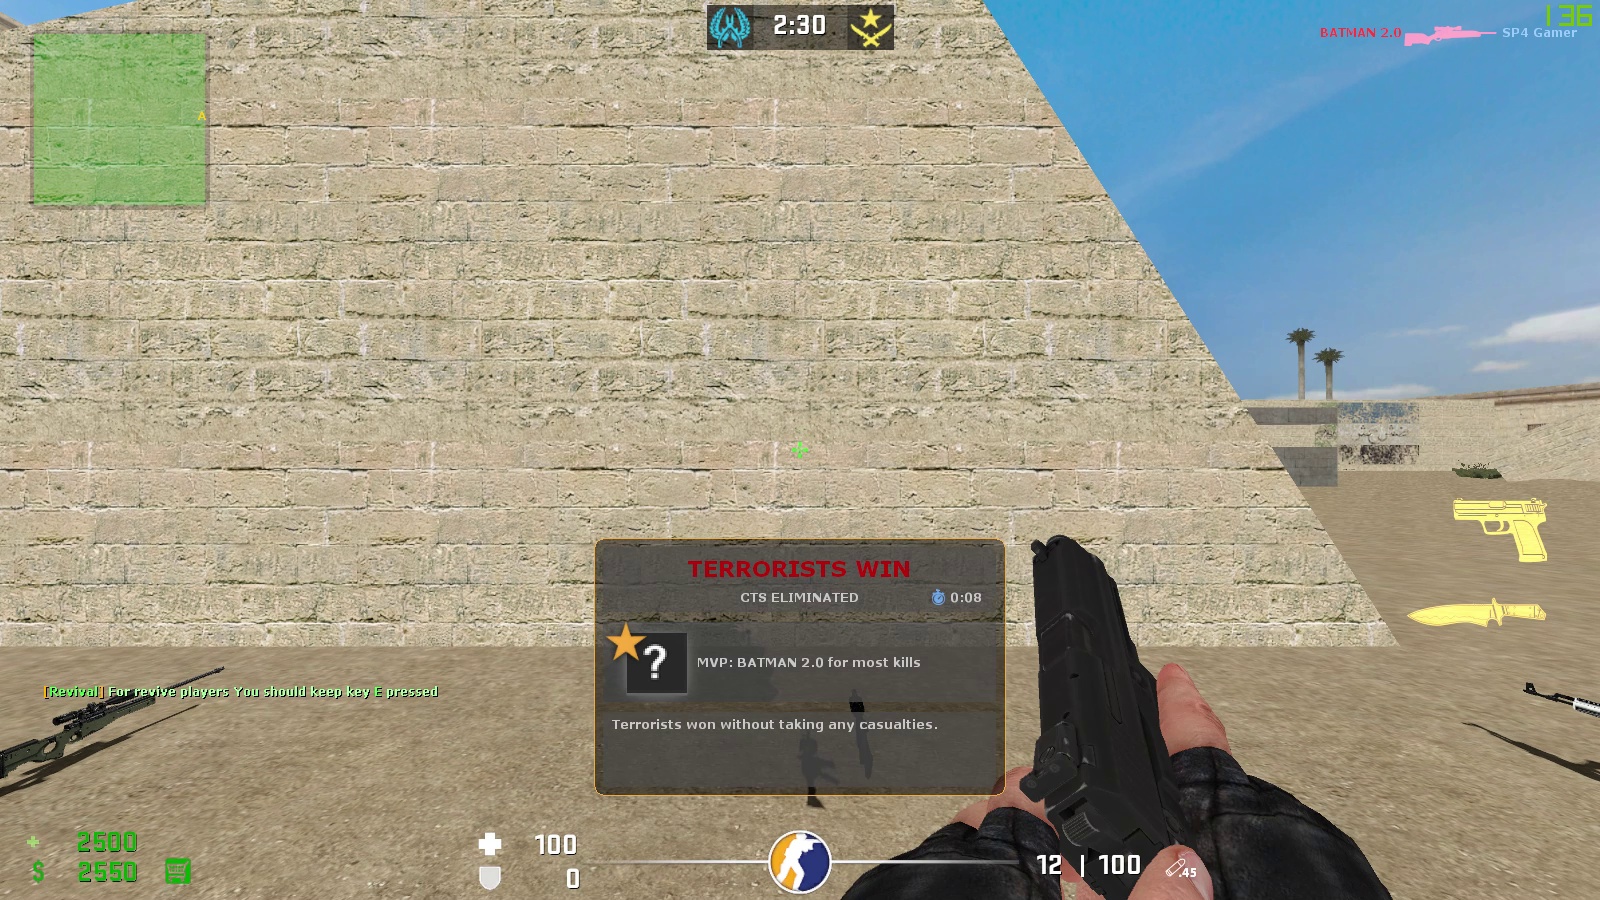 2:30
136
BATMAN 2.0 SP4 Gamer
A
TERRORISTS WIN
CTS ELIMINATED 0:08
?
MVP: BATMAN 2.0 for most kills
[Revival] For revive players You should keep key E pressed
Terrorists won without taking any casualties.
+ 2500
$ 2550
100
0
12 | 100
.45